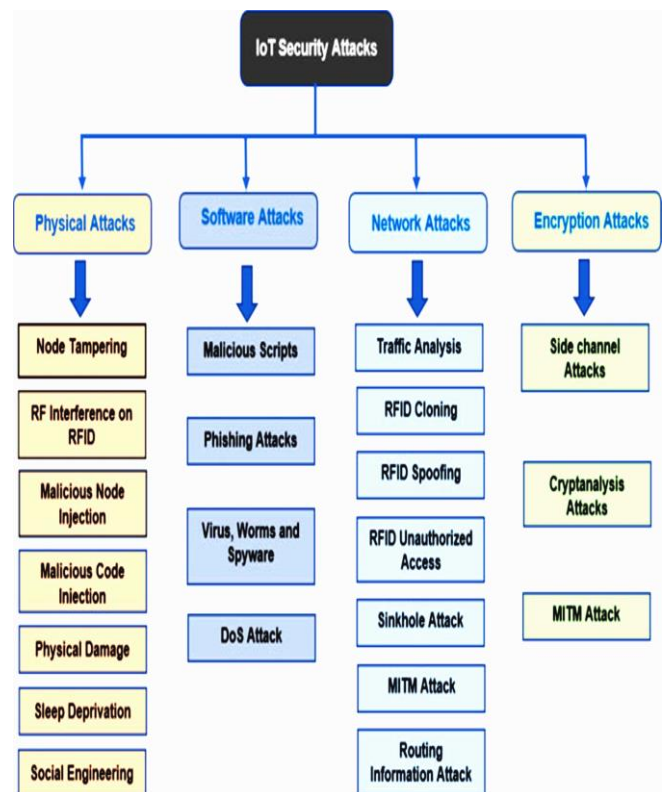 IoT Security Attacks
Physical Attacks
Software Attacks
Network Attacks
Encryption Attacks
Node Tampering
RF Interference on
RFID
Malicious Node
Injection
Malicious Code
Injection
Physical Damage
Sleep Deprivation
Social Engineering
Malicious Scripts
Phishing Attacks
Virus, Worms and
Spyware
DoS Attack
Traffic Analysis
RFID Cloning
RFID Spoofing
RFID Unauthorized
Access
Sinkhole Attack
MITM Attack
Routing
Information Attack
Side channel
Attacks
Cryptanalysis
Attacks
MITM Attack